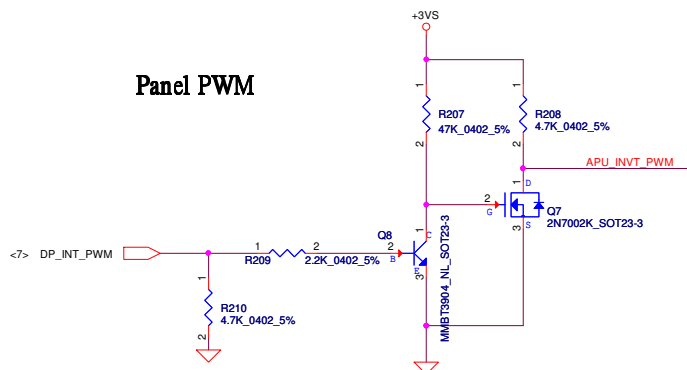 +3VS
Panel PWM
1
1
R207
47K_0402_5%
R208
4.7K_0402_5%
2
2
APU_INVT_PWM
1
D
2
G
Q7
2N7002K_SOT23-3
3
S
Q8
1
C
<7> DP_INT_PWM
1
2
2
B
R209
2.2K_0402_5%
E
3
MMBT3904_NL_SOT23-3
1
R210
4.7K_0402_5%
2